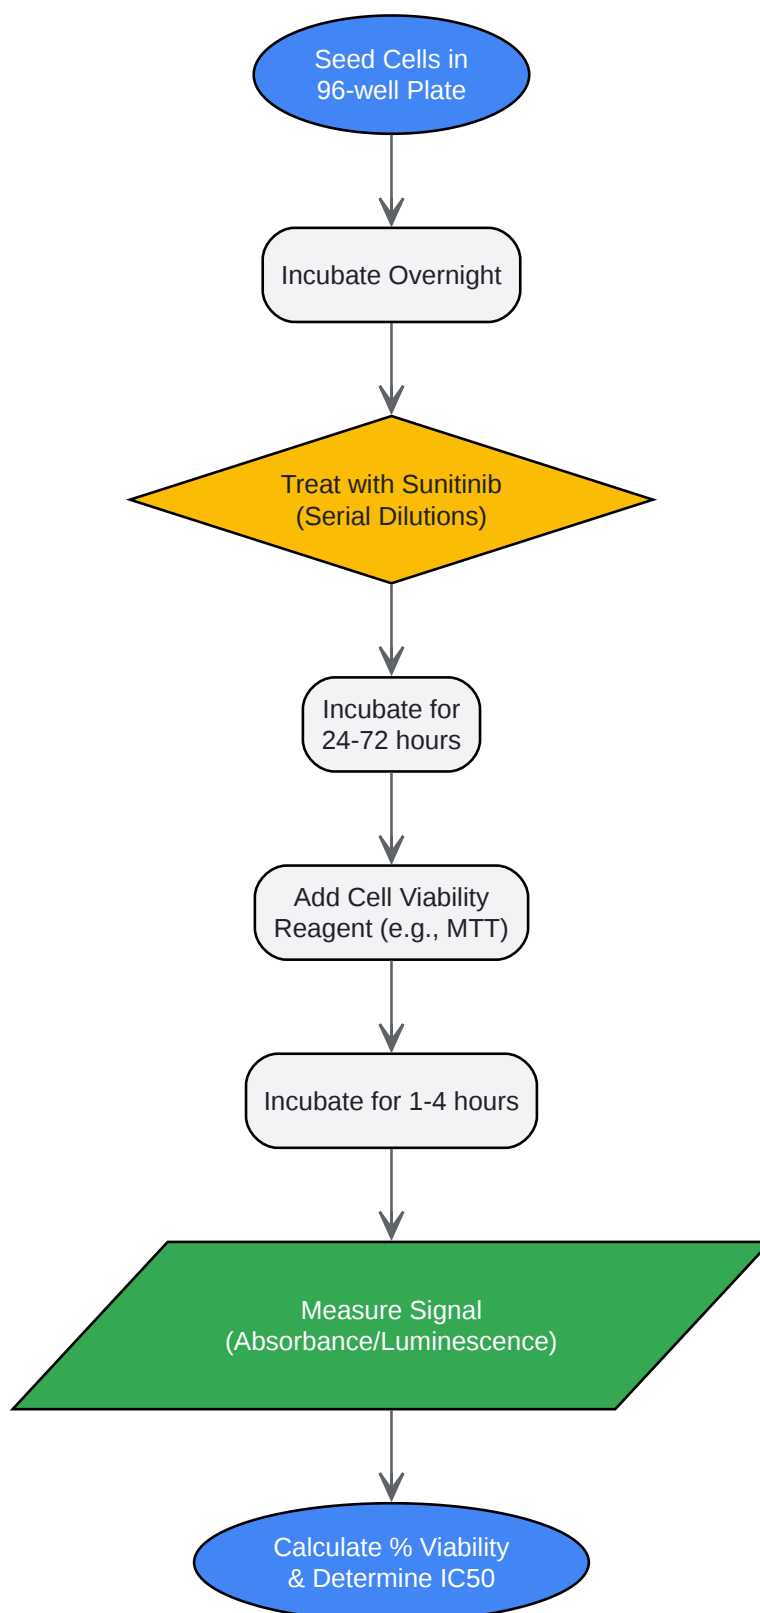 Seed Cells in
96-well Plate
Incubate Overnight
Treat with Sunitinib
(Serial Dilutions)
Incubate for
24-72 hours
Add Cell Viability
Reagent (e.g., MTT)
Incubate for 1-4 hours
Measure Signal
(Absorbance/Luminescence)
Calculate % Viability
& Determine IC50